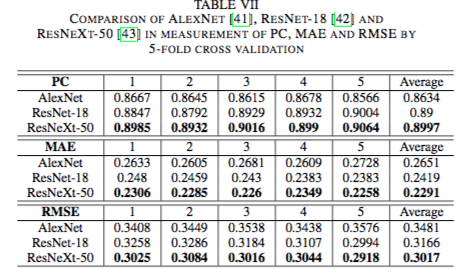 TABLE VII
COMPARISON OF ALEXNET [41], RESNET-18 [42] AND
RESNEXT-50 [43] IN MEASUREMENT OF PC, MAE AND RMSE BY
5-FOLD CROSS VALIDATION
PC 1 2 3 4 5 Average
AlexNet 0.8667 0.8645 0.8615 0.8678 0.8566 0.8634
ResNet-18 0.8847 0.8792 0.8929 0.8932 0.9004 0.89
ResNeXt-50 0.8985 0.8932 0.9016 0.899 0.9064 0.8997
MAE 1 2 3 4 5 Average
AlexNet 0.2633 0.2605 0.2681 0.2609 0.2728 0.2651
ResNet-18 0.248 0.2459 0.243 0.2383 0.2383 0.2419
ResNeXt-50 0.2306 0.2285 0.226 0.2349 0.2258 0.2291
RMSE 1 2 3 4 5 Average
AlexNet 0.3408 0.3449 0.3538 0.3438 0.3576 0.3481
ResNet-18 0.3258 0.3286 0.3184 0.3107 0.2994 0.3166
ResNeXt-50 0.3025 0.3084 0.3016 0.3044 0.2918 0.3017